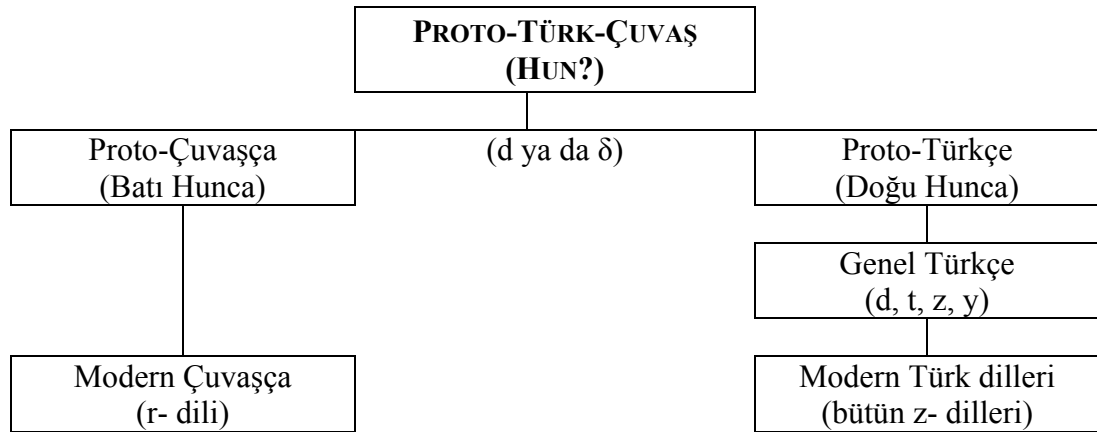 PROTO-TÜRK-ÇUVAŞ
(HUN?)
Proto-Çuvaşça
(Batı Hunca)
(d ya da δ)
Proto-Türkçe
(Doğu Hunca)
Genel Türkçe
(d, t, z, y)
Modern Çuvaşça
(r- dili)
Modern Türk dilleri
(bütün z- dilleri)